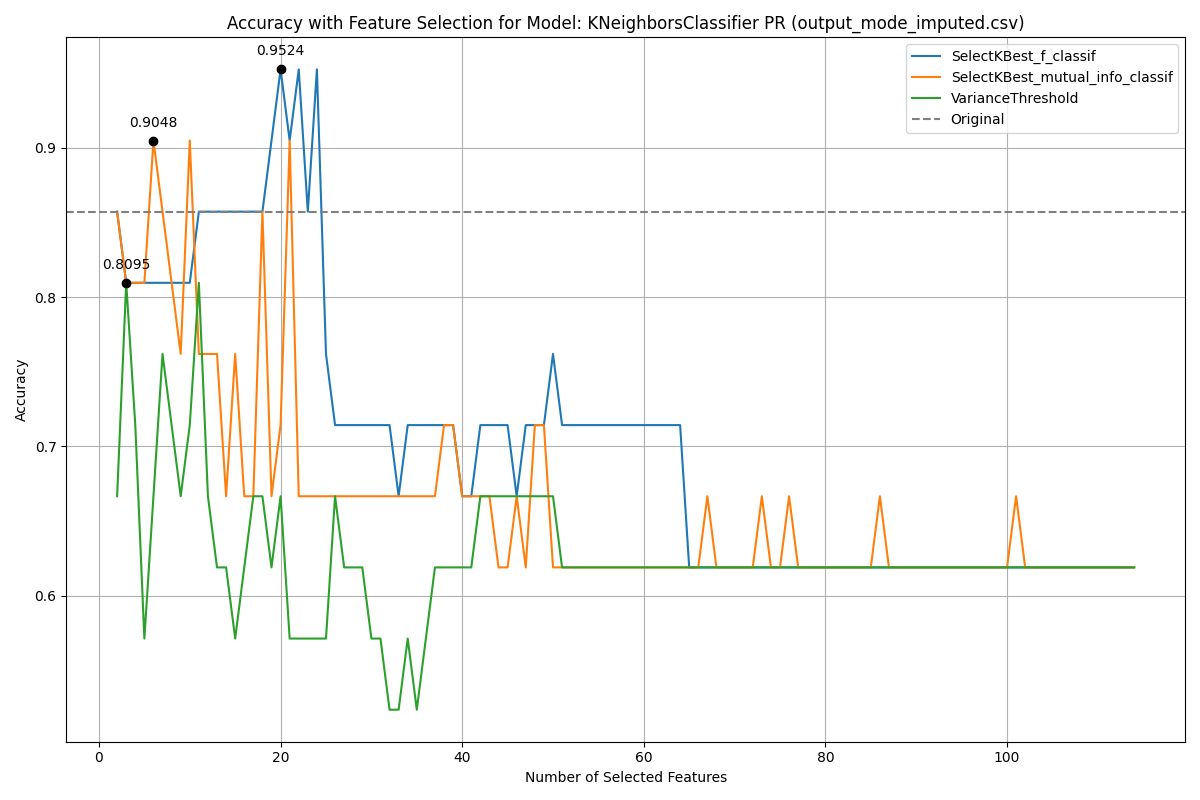 Accuracy with Feature Selection for Model: KNeighborsClassifier PR (output_mode_imputed.csv)
0.9524
0.9048
0.8095
SelectKBest_f_classif
SelectKBest_mutual_info_classif
VarianceThreshold
Original
Accuracy
0.9
0.8
0.7
0.6
0 20 40 60 80 100
Number of Selected Features